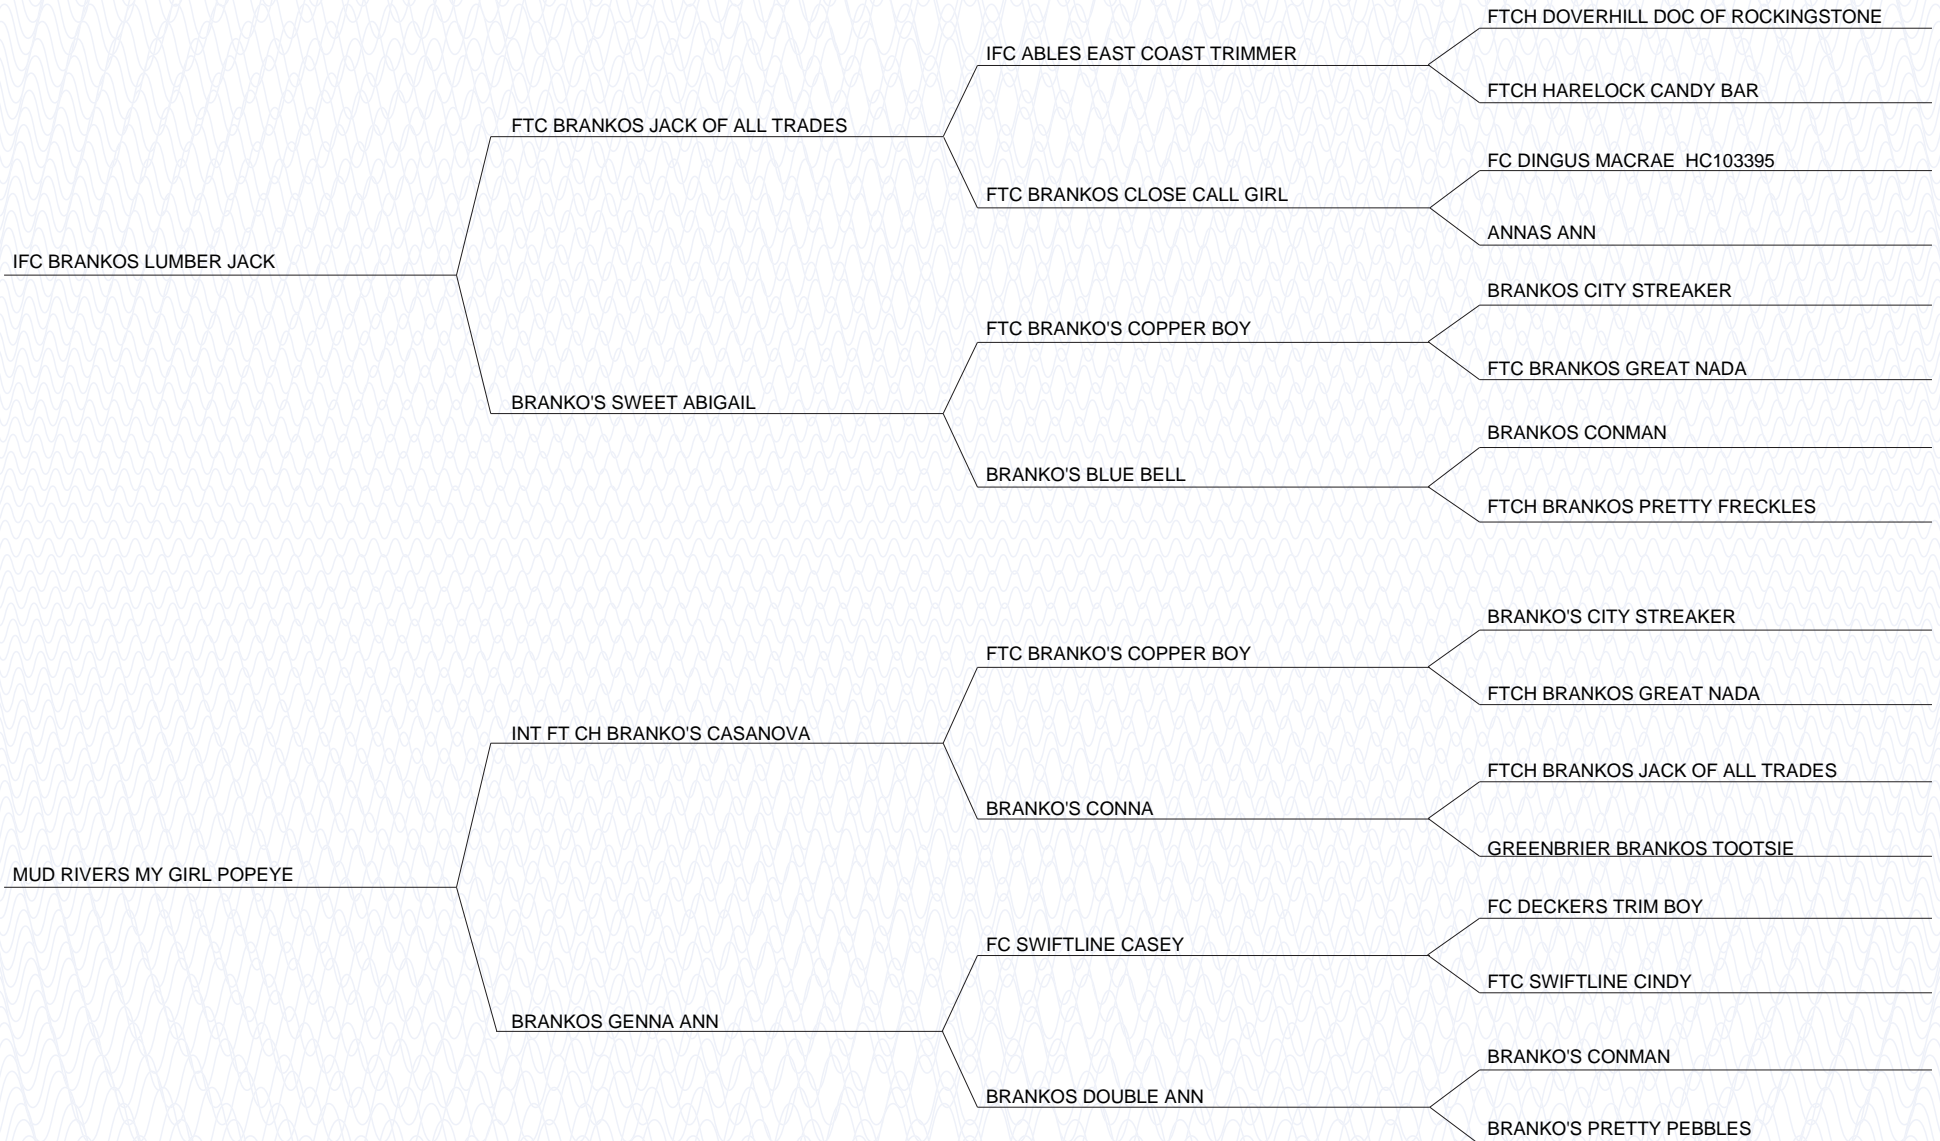 FTCH DOVERHILL DOC OF ROCKINGSTONE
IFC ABLES EAST COAST TRIMMER
FTCH HARELOCK CANDY BAR
FTC BRANKOS JACK OF ALL TRADES
FC DINGUS MACRAE  HC103395
FTC BRANKOS CLOSE CALL GIRL
ANNAS ANN
IFC BRANKOS LUMBER JACK
BRANKOS CITY STREAKER
FTC BRANKO'S COPPER BOY
FTC BRANKOS GREAT NADA
BRANKO'S SWEET ABIGAIL
BRANKOS CONMAN
BRANKO'S BLUE BELL
FTCH BRANKOS PRETTY FRECKLES
BRANKO'S CITY STREAKER
FTC BRANKO'S COPPER BOY
FTCH BRANKOS GREAT NADA
INT FT CH BRANKO'S CASANOVA
FTCH BRANKOS JACK OF ALL TRADES
BRANKO'S CONNA
GREENBRIER BRANKOS TOOTSIE
MUD RIVERS MY GIRL POPEYE
FC DECKERS TRIM BOY
FC SWIFTLINE CASEY
FTC SWIFTLINE CINDY
BRANKOS GENNA ANN
BRANKO'S CONMAN
BRANKOS DOUBLE ANN
BRANKO'S PRETTY PEBBLES